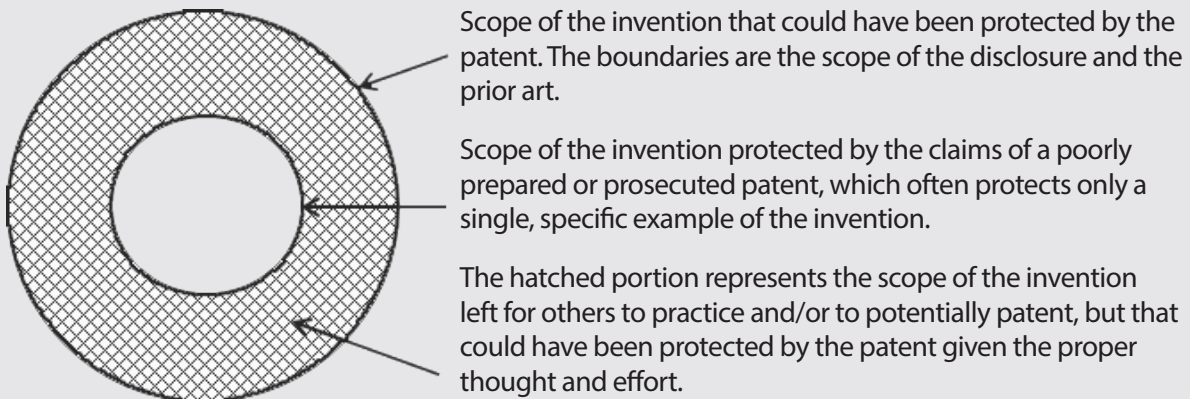 Scope of the invention that could have been protected by the
patent. The boundaries are the scope of the disclosure and the
prior art.
Scope of the invention protected by the claims of a poorly
prepared or prosecuted patent, which often protects only a
single, specific example of the invention.
The hatched portion represents the scope of the invention
left for others to practice and/or to potentially patent, but that
could have been protected by the patent given the proper
thought and effort.